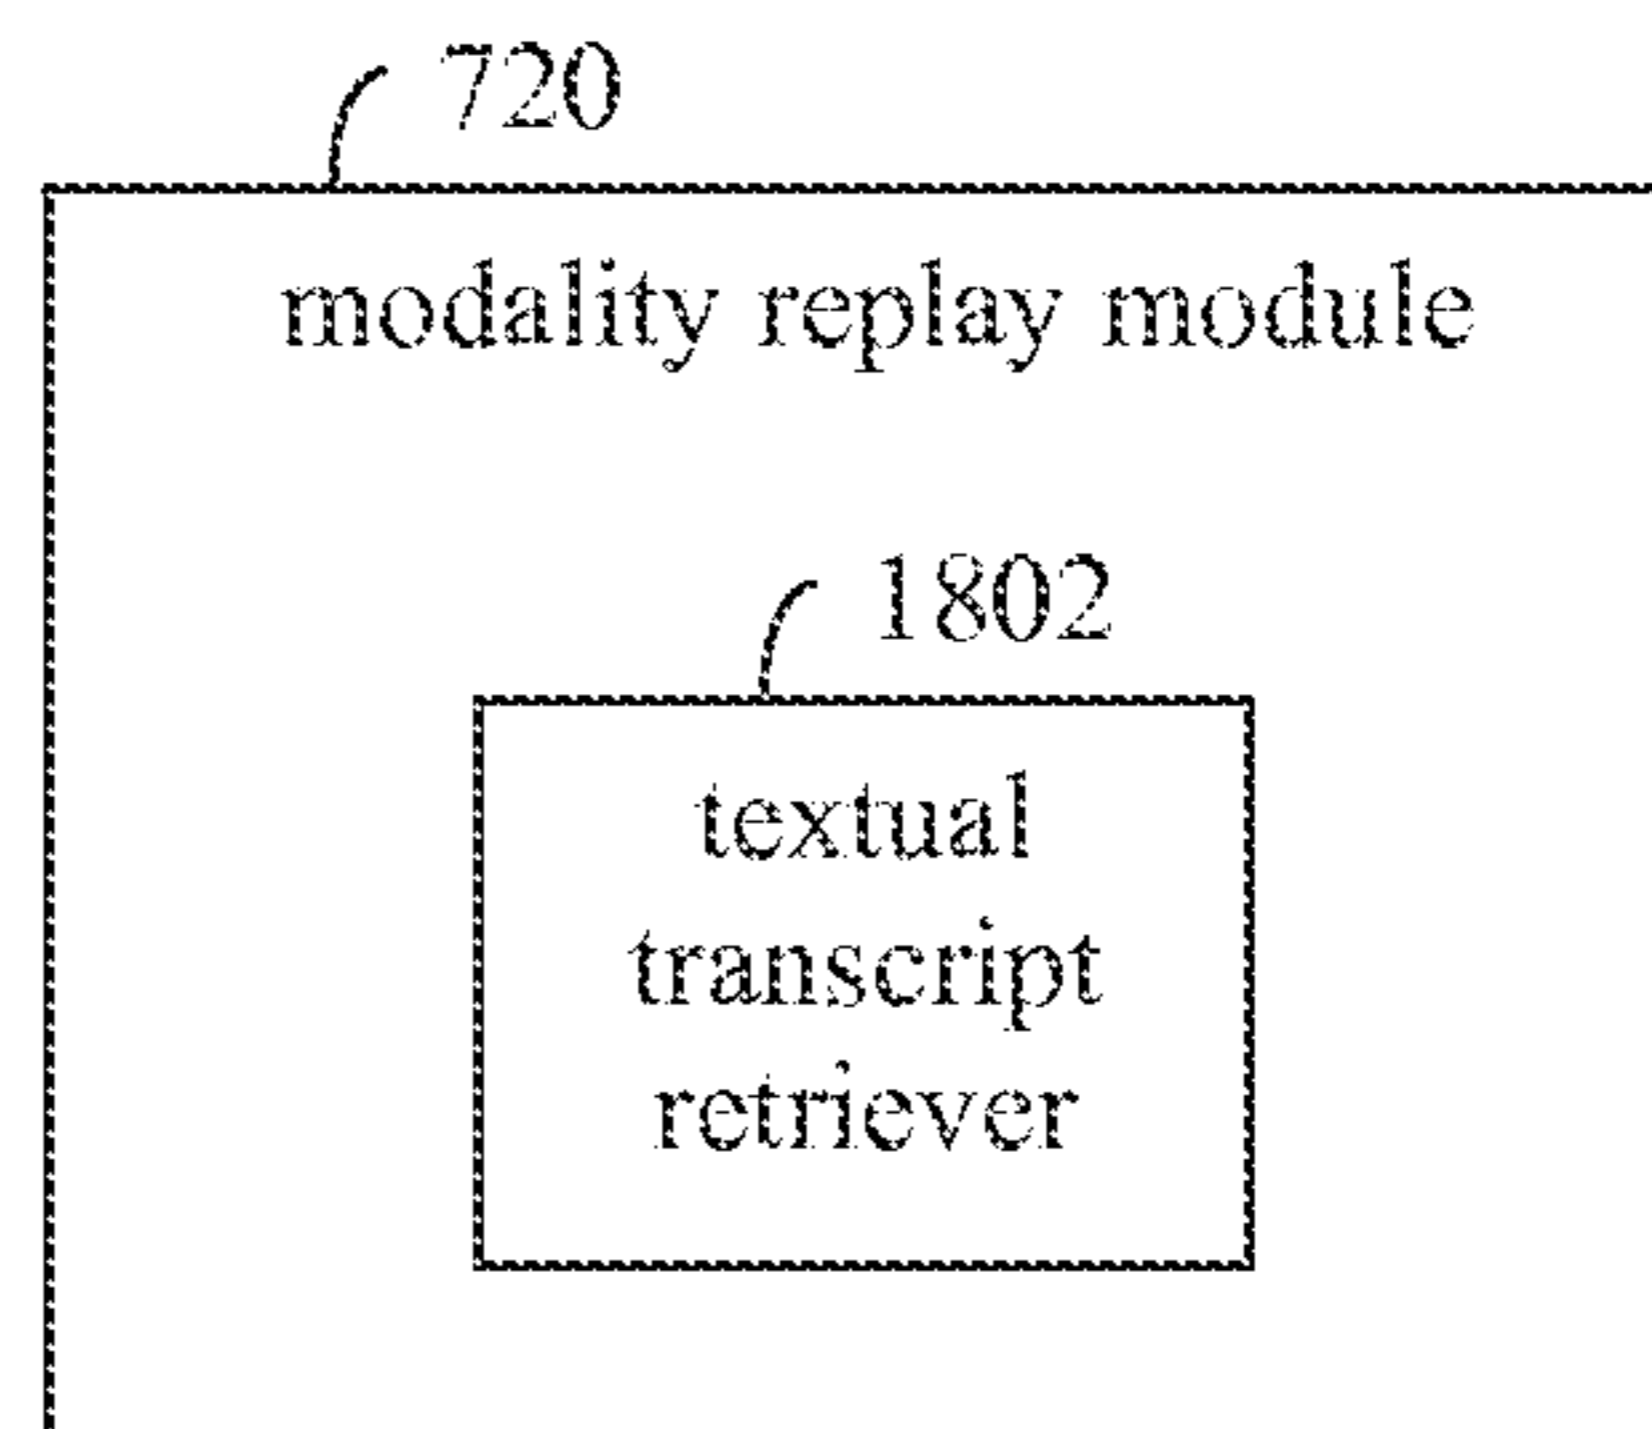 720
modality replay module
1802
textual
transcript
retriever